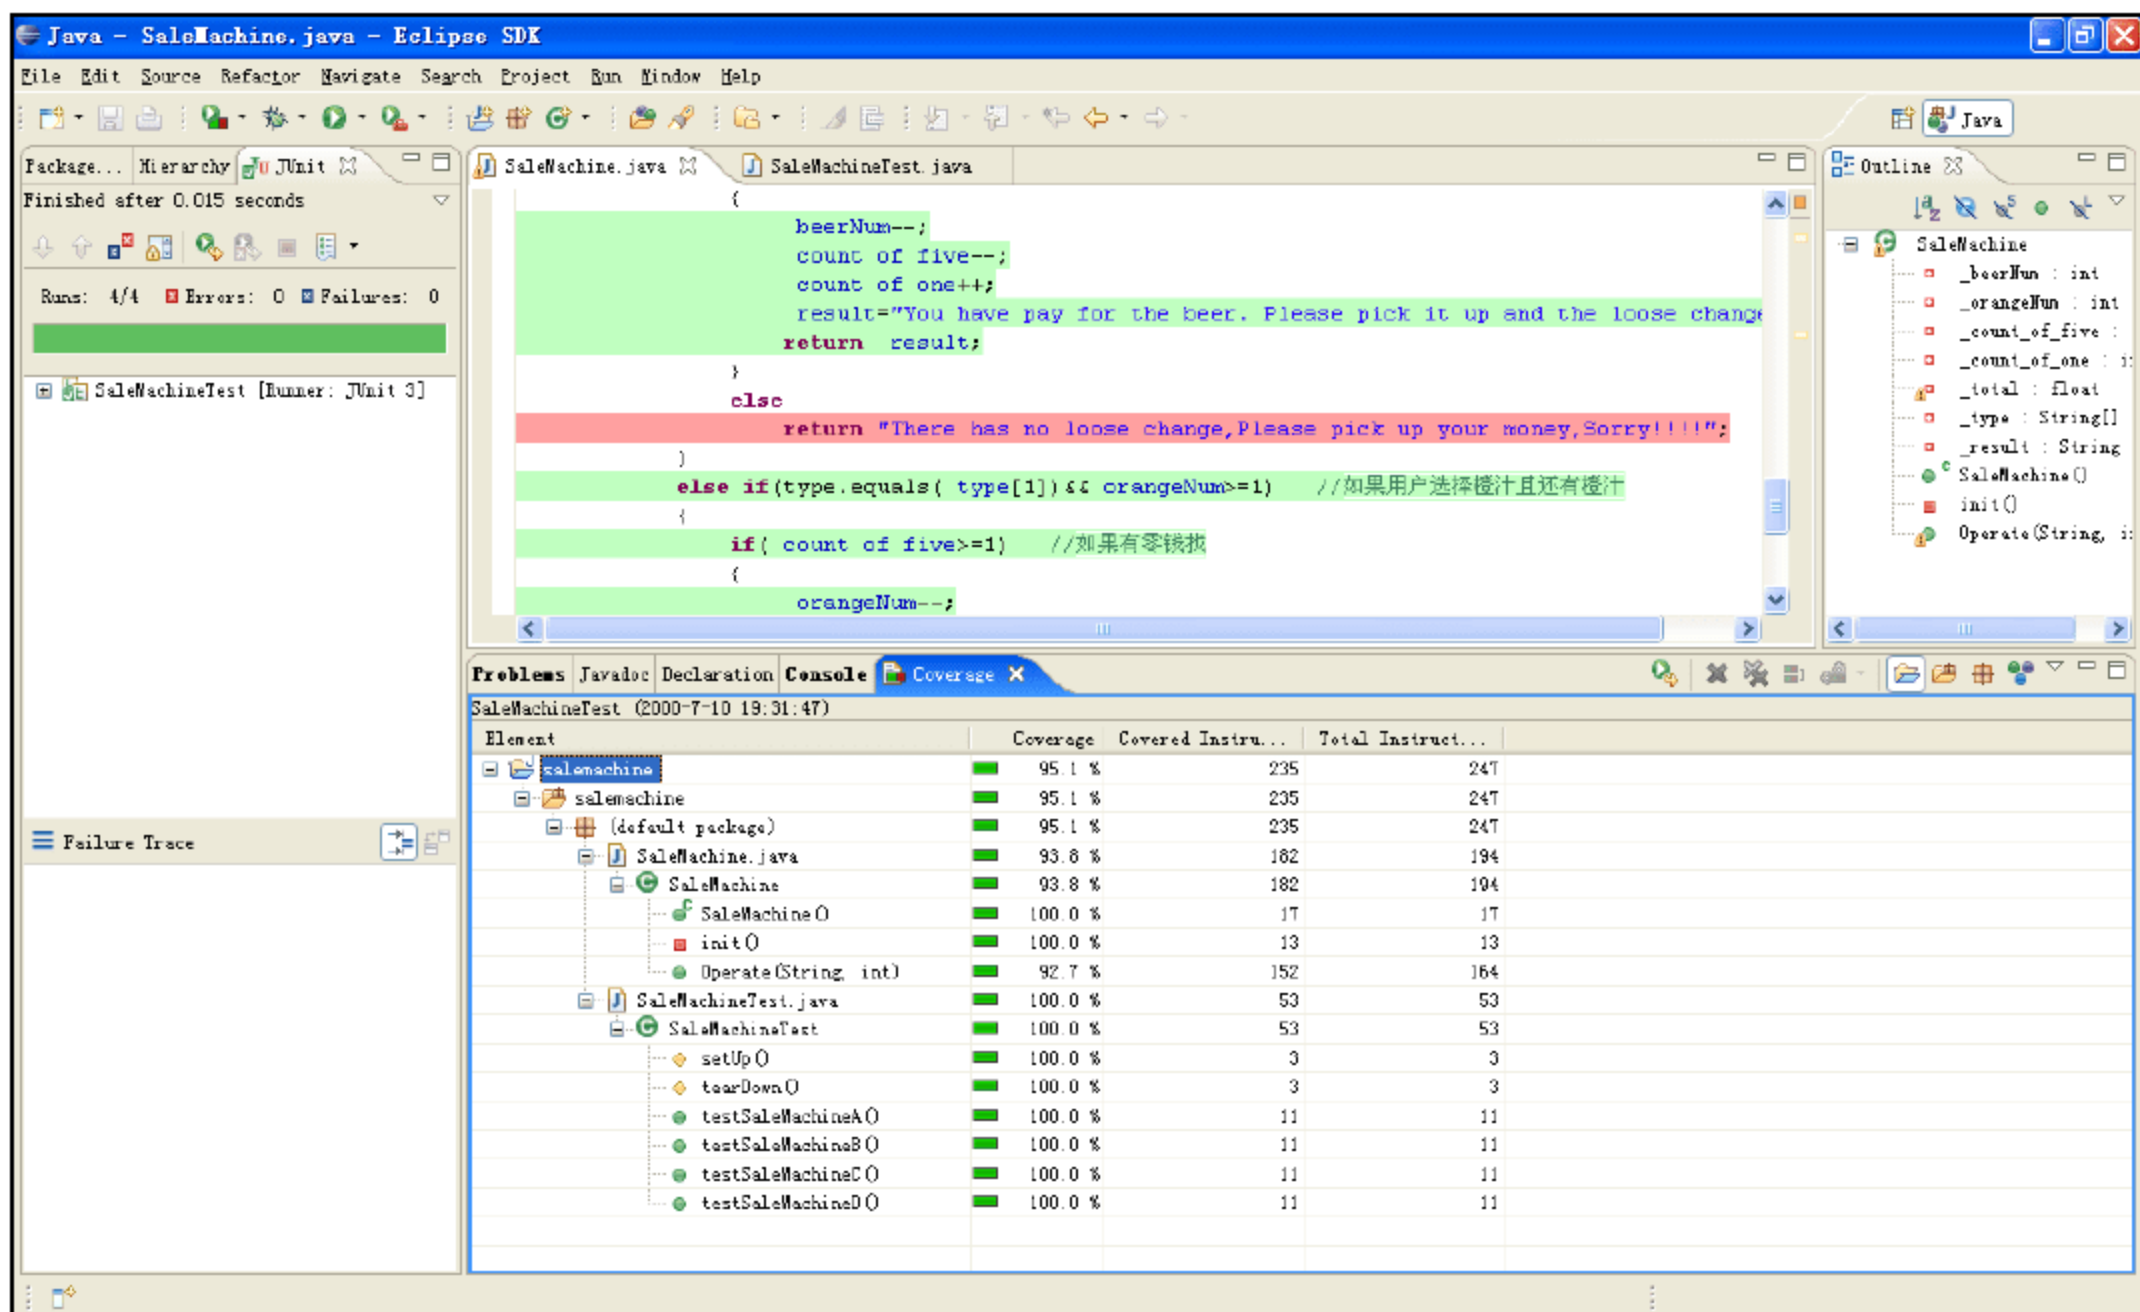 Java - SaleMachine.java - Eclipse SDK
File Edit Source Refactor Navigate Search Project Run Window Help
Java
Package... Hierarchy JUnit
Finished after 0.015 seconds
Runs: 4/4 Errors: 0 Failures: 0
SaleMachineTest [Runner: JUnit 3]
Failure Trace
SaleMachine.java SaleMachineTest.java
{
beerNum--;
count of five--;
count of one++;
result="You have pay for the beer. Please pick it up and the loose change
return result;
}
else
return "There has no loose change,Please pick up your money,Sorry!!!!";
}
else if(type.equals( type[1])&& orangeNum>=1) //如果用户选择橙汁且还有橙汁
{
if( count of five>=1) //如果有零钱找
{
orangeNum--;
Outline
SaleMachine
_beerNum : int
_orangeNum : int
_count_of_five :
_count_of_one : i
_total : float
_type : String[]
_result : String
SaleMachine()
init()
Operate(String, i
Problems Javadoc Declaration Console Coverage
SaleMachineTest (2000-7-10 19:31:47)
Element Coverage Covered Instru... Total Instruct...
salemachine 95.1 % 235 247
salemachine 95.1 % 235 247
(default package) 95.1 % 235 247
SaleMachine.java 93.8 % 182 194
SaleMachine 93.8 % 182 194
SaleMachine() 100.0 % 17 17
init() 100.0 % 13 13
Operate(String, int) 92.7 % 152 164
SaleMachineTest.java 100.0 % 53 53
SaleMachineTest 100.0 % 53 53
setUp() 100.0 % 3 3
tearDown() 100.0 % 3 3
testSaleMachineA() 100.0 % 11 11
testSaleMachineB() 100.0 % 11 11
testSaleMachineC() 100.0 % 11 11
testSaleMachineD() 100.0 % 11 11